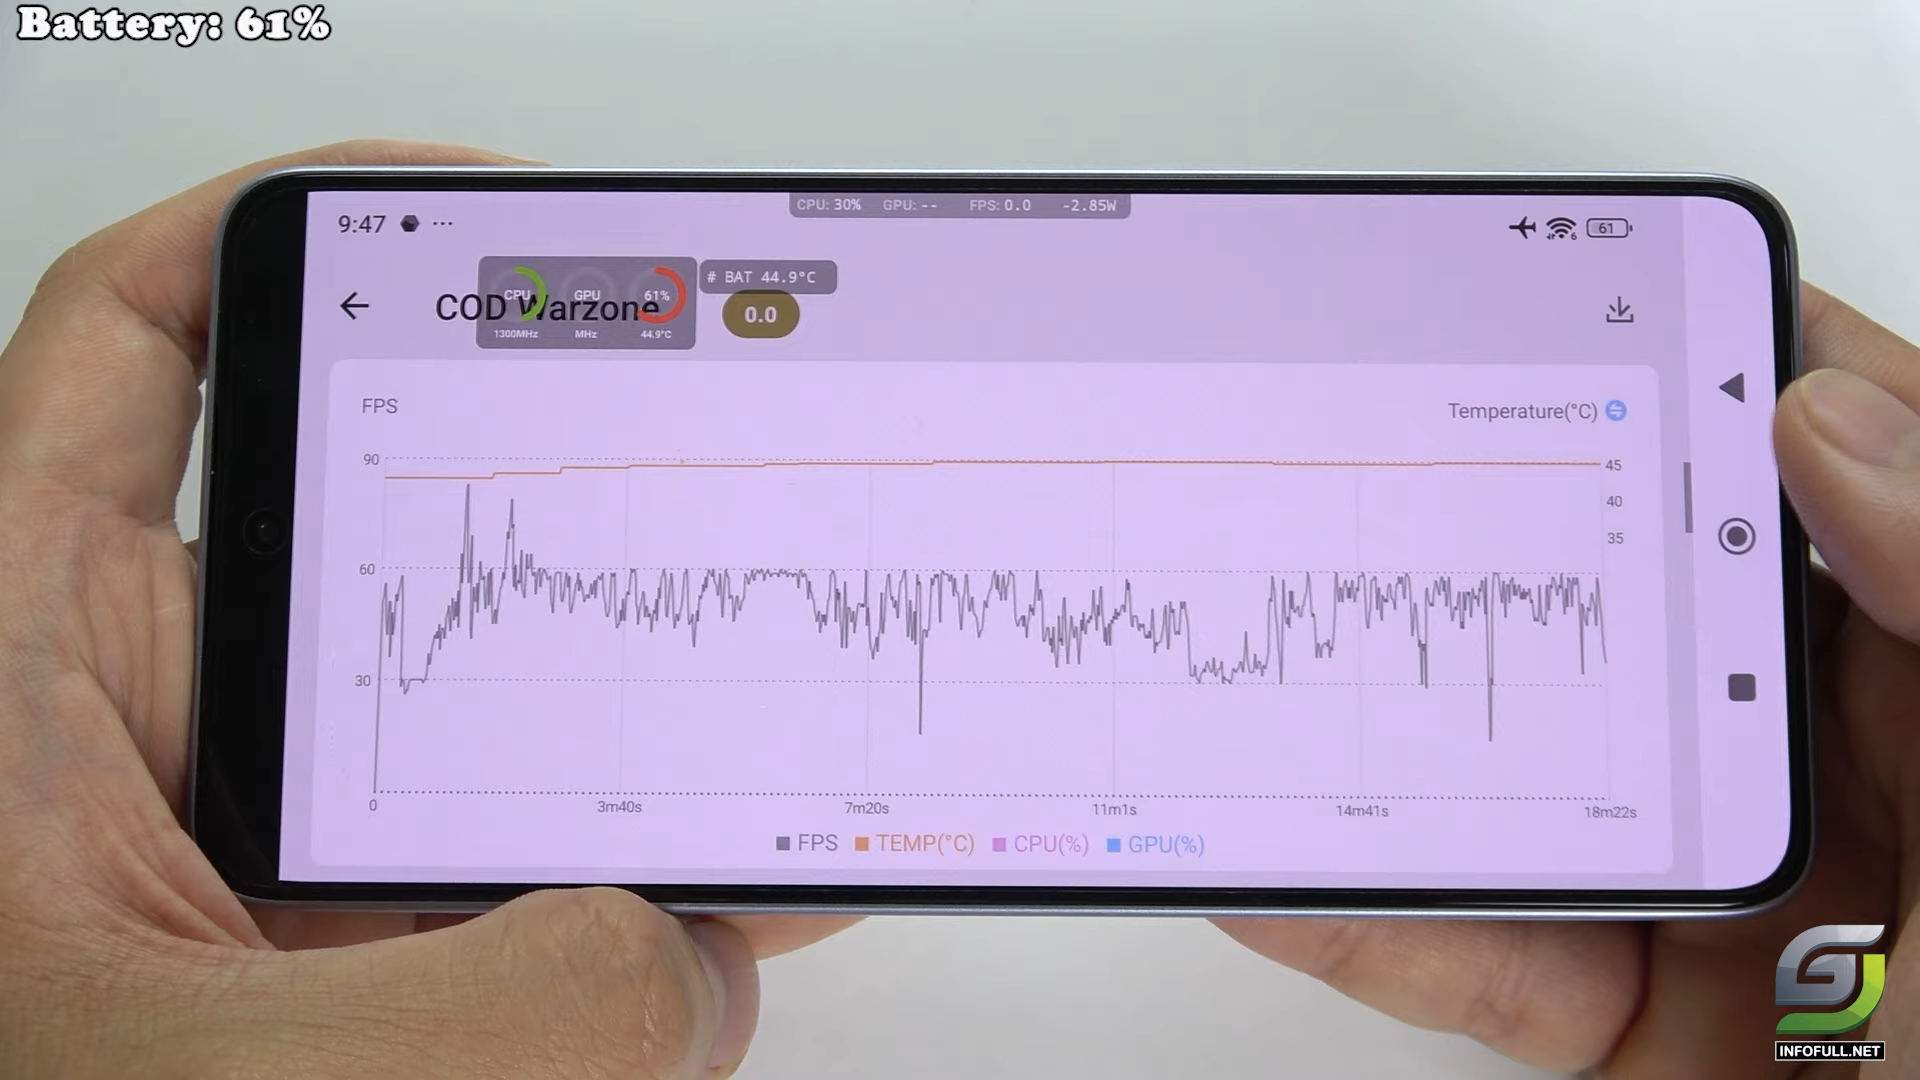 Battery: 61%
CPU: 30% GPU: -- FPS: 0.0 -2.85W
9:47 ...
6 61
# BAT 44.9°C
CPU GPU 61%
COD Warzone
0.0
1300MHz MHz 44.9°C
FPS
Temperature(°C)
90
45
40
35
60
30
0 3m40s 7m20s 11m1s 14m41s 18m22s
FPS TEMP(°C) CPU(%) GPU(%)
INFOFULL.NET